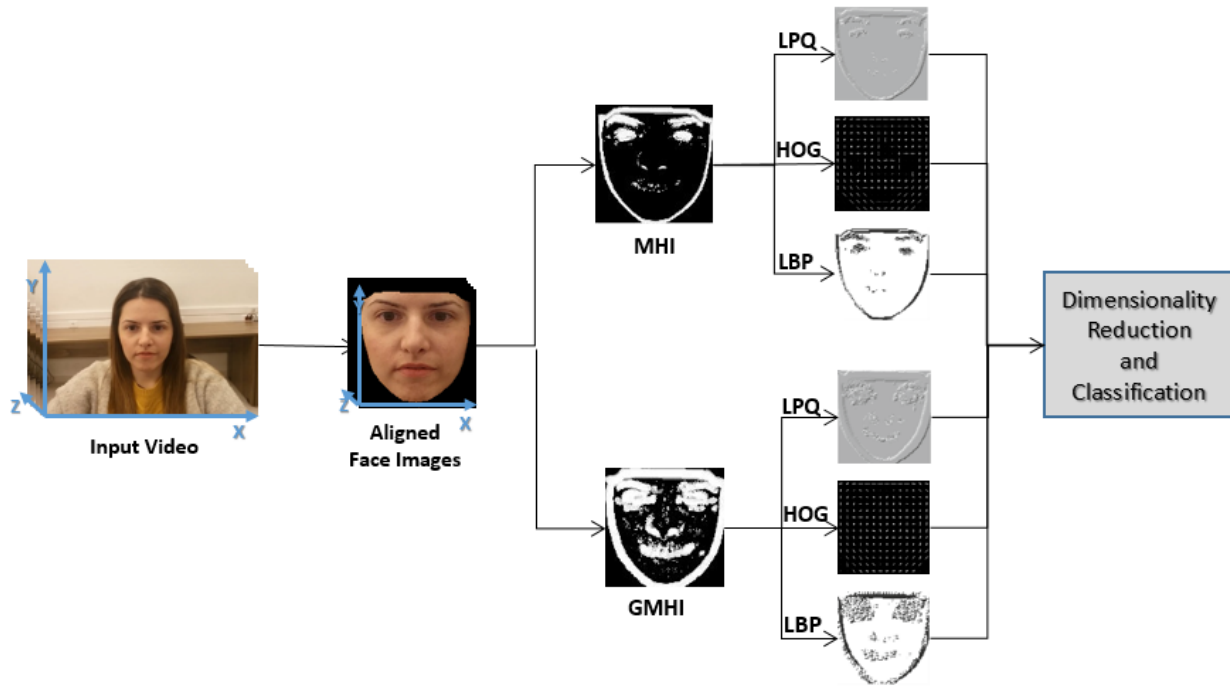 Y
Z
X
Input Video
Y
Z
X
Aligned
Face Images
MHI
GMHI
LPQ
HOG
LBP
LPQ
HOG
LBP
Dimensionality
Reduction
and
Classification